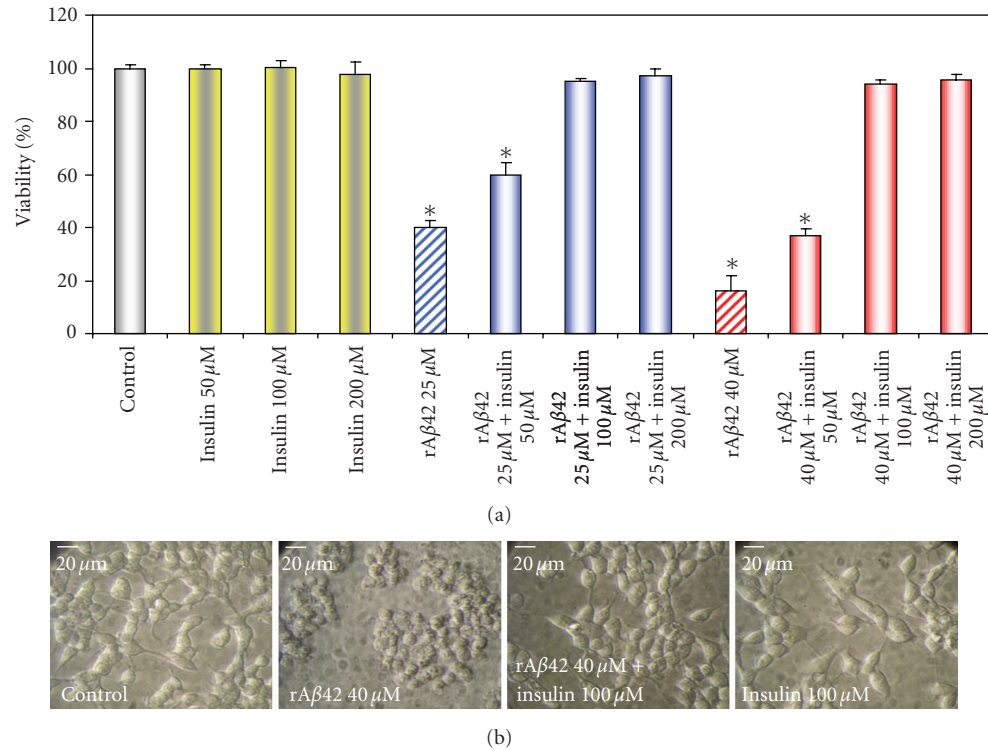 120
100
80
60
40
20
0
Viability (%)
*
*
*
*
Control
Insulin 50 μM
Insulin 100 μM
Insulin 200 μM
rAβ42 25 μM
rAβ42
25 μM + insulin
50 μM
rAβ42
25 μM + insulin
100 μM
rAβ42
25 μM + insulin
200 μM
rAβ42 40 μM
rAβ42
40 μM + insulin
50 μM
rAβ42
40 μM + insulin
100 μM
rAβ42
40 μM + insulin
200 μM
(a)
20 μm
Control
20 μm
rAβ42 40 μM
20 μm
rAβ42 40 μM +
insulin 100 μM
20 μm
Insulin 100 μM
(b)